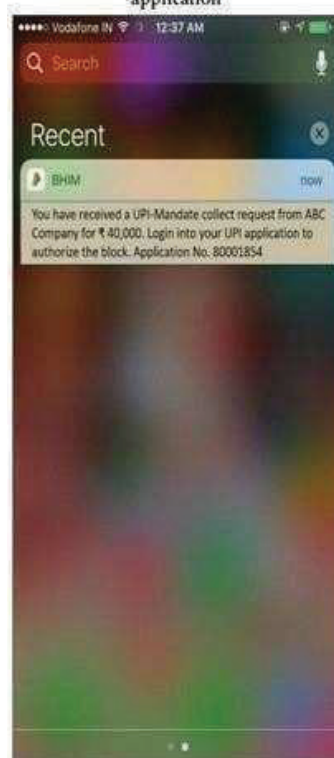 application
Vodafone IN 12:37 AM
Search
Recent
BHIM now
You have received a UPI-Mandate collect request from ABC
Company for ₹ 40,000. Login into your UPI application to
authorize the block. Application No. 80001854